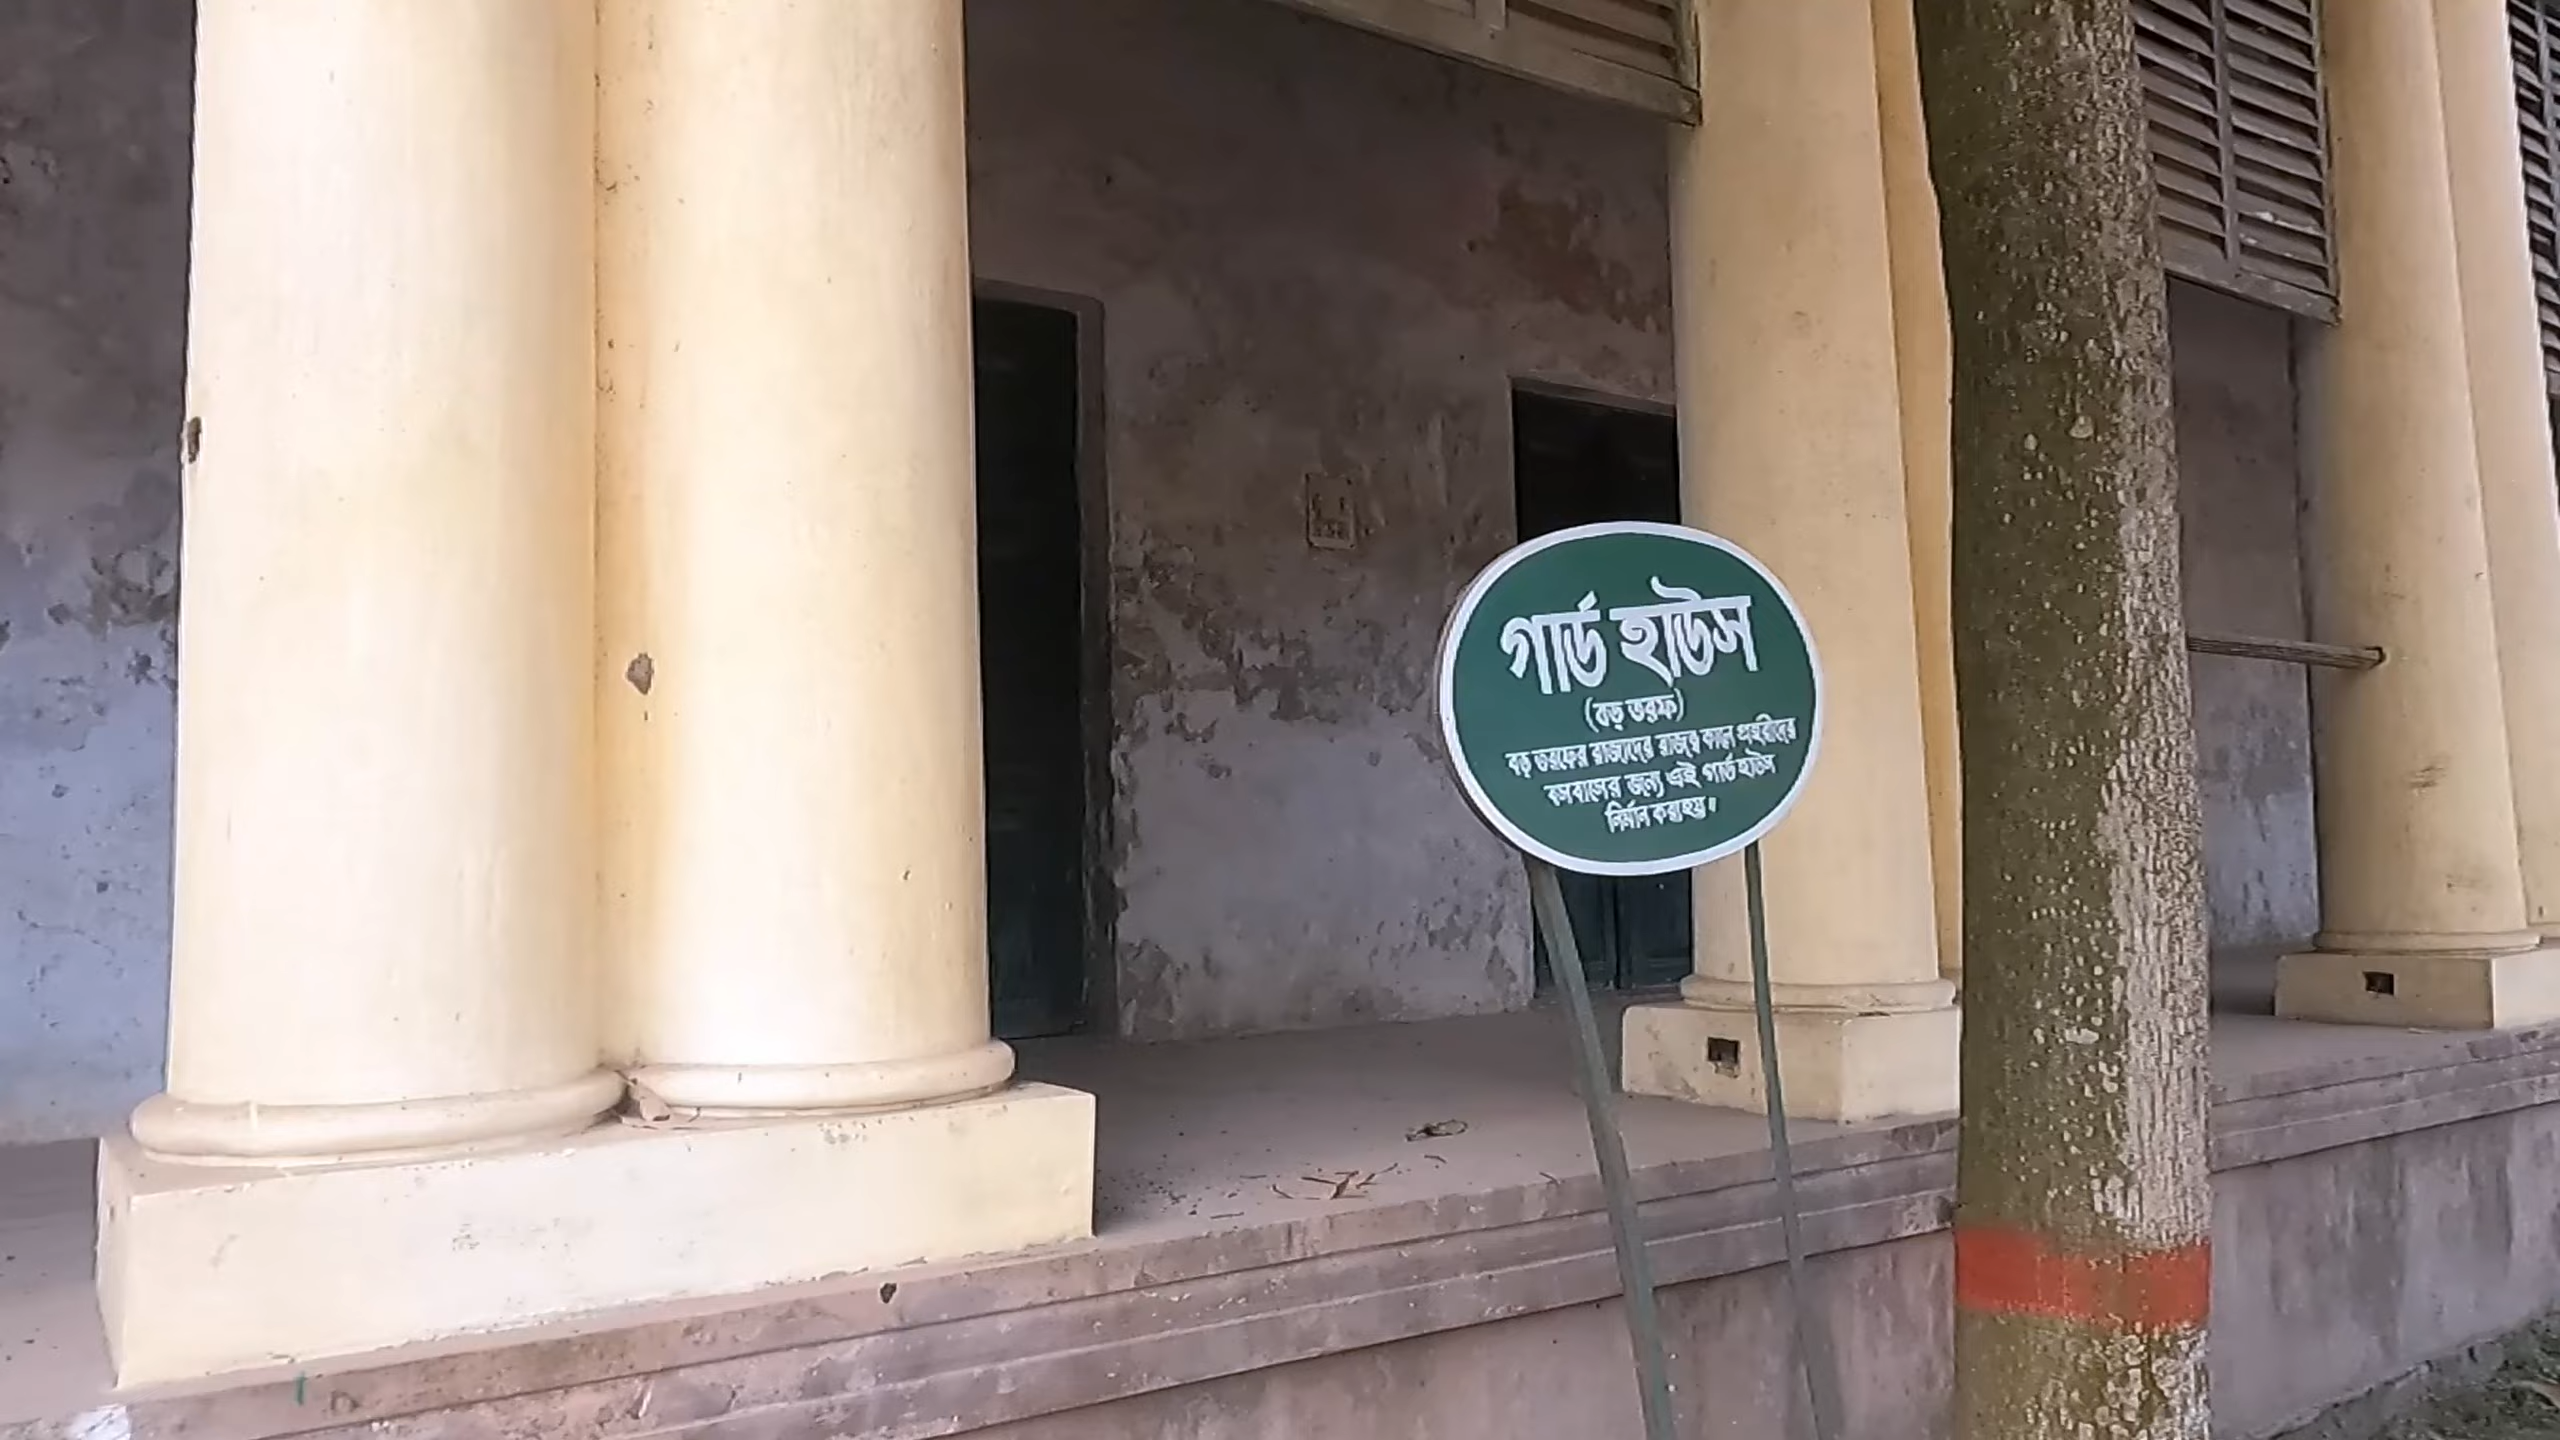 গার্ড হাউস
(বড় তরফ)
বড় তরফের রাজাদের রাজত্ব কালে প্রহরীদের
বসবাসের জন্যে এই গার্ড হাউস
নির্মান করাহয়।